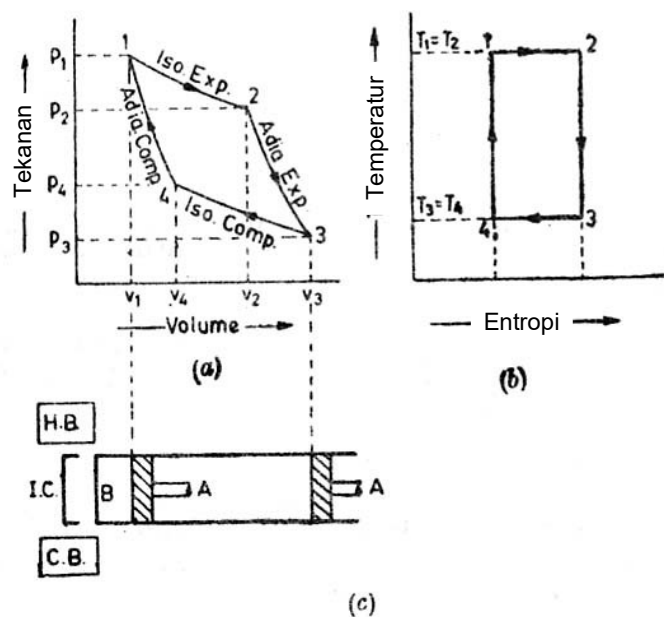 1
P₁
P₂
P₄
P₃
Tekanan
Iso. Exp.
2
Adia. Comp.
Adia Exp.
4
Iso. Comp.
3
V₁
V₄
V₂
V₃
Volume
(a)
Temperatur
T₁=T₂
1
2
T₃=T₄
4
3
Entropi
(b)
H.B.
I.C.
B
A
A
C.B.
(c)